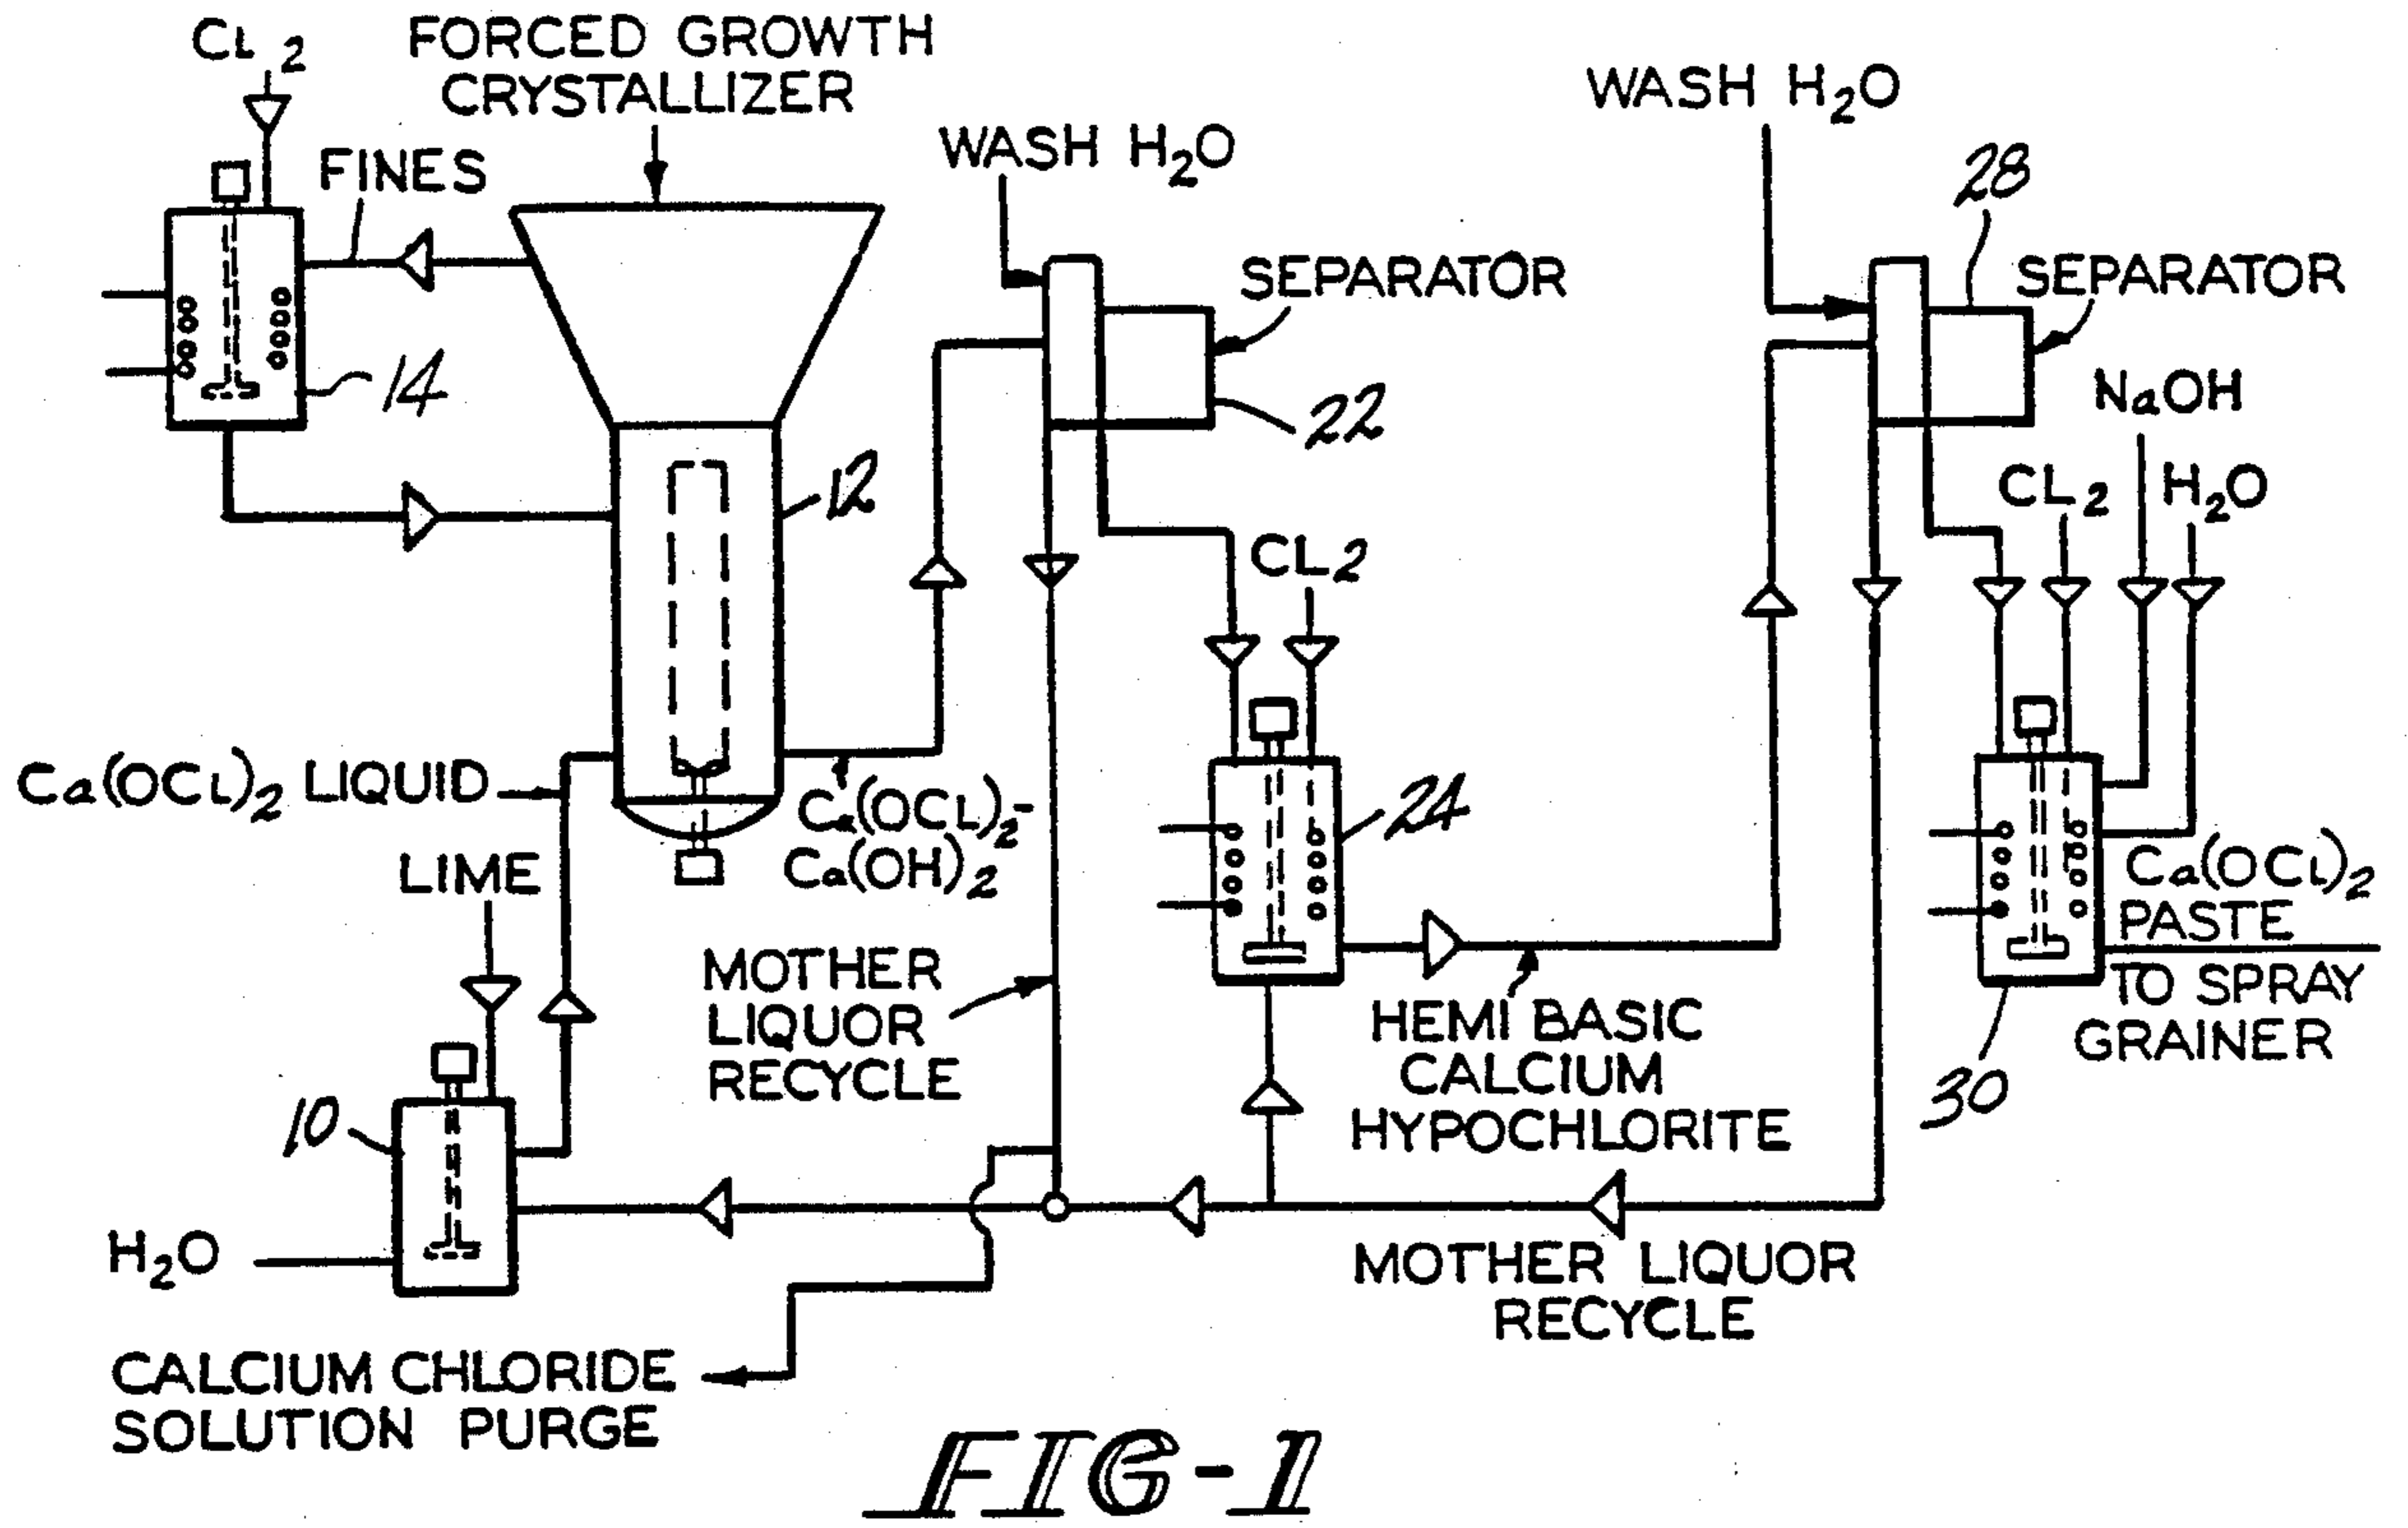 CL2
FORCED GROWTH
CRYSTALLIZER
FINES
14
12
WASH H2O
SEPARATOR
22
WASH H2O
28
SEPARATOR
NaOH
CL2
H2O
CL2
24
Ca(OCL)2 LIQUID
Ca(OCL)2-
Ca(OH)2
LIME
10
H2O
MOTHER
LIQUOR
RECYCLE
HEMI BASIC
CALCIUM
HYPOCHLORITE
Ca(OCL)2
PASTE
TO SPRAY
GRAINER
30
MOTHER LIQUOR
RECYCLE
CALCIUM CHLORIDE
SOLUTION PURGE
FIG-1